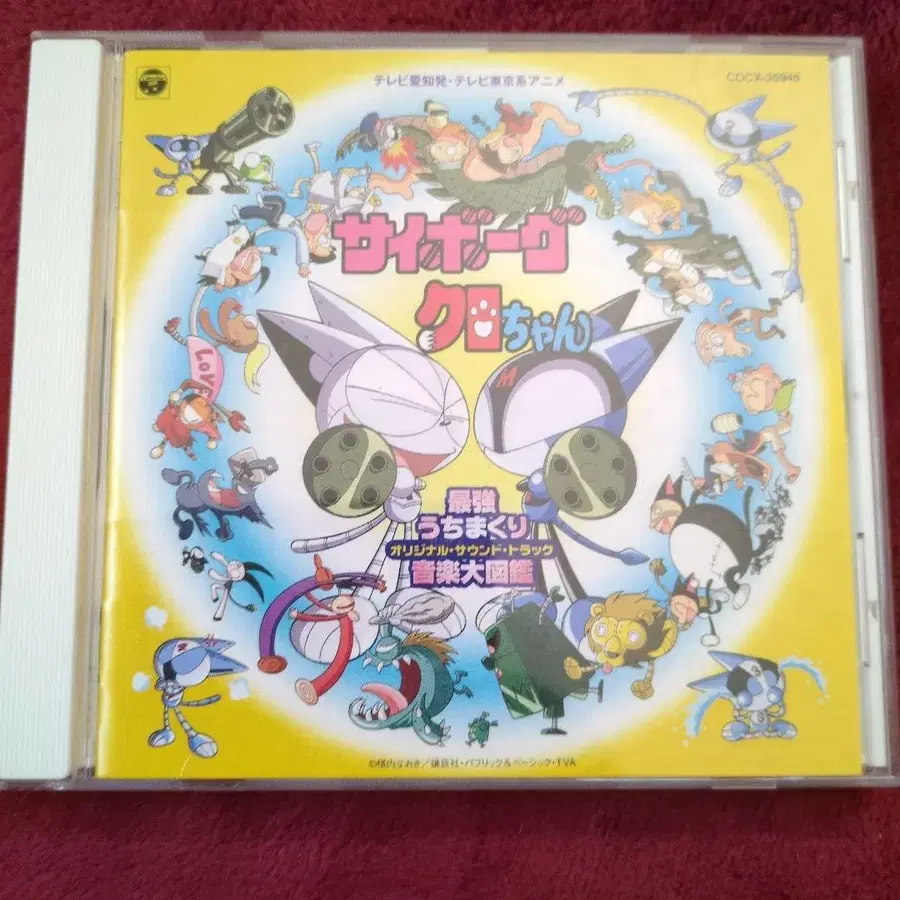 テレビ愛知発・テレビ東京系アニメ
COCX-30945
サイボーグ
クロちゃん
LOVE
M
最強
うちまくり
オリジナル・サウンド・トラック
音楽大図鑑
©横内なおき/講談社・パブリック&ベーシック・TVA